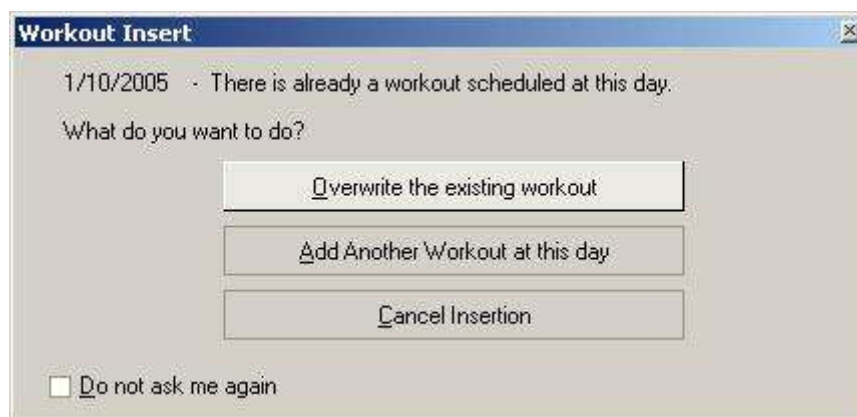 Workout Insert
1/10/2005 - There is already a workout scheduled at this day.
What do you want to do?
Overwrite the existing workout
Add Another Workout at this day
Cancel Insertion
Do not ask me again